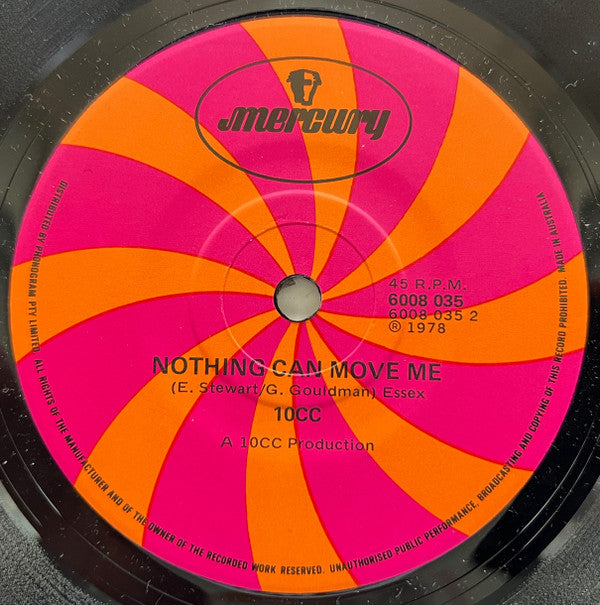 mercury
45 R.P.M.
6008 035
6008 035 2
℗ 1978
NOTHING CAN MOVE ME
(E. Stewart/G. Gouldman) Essex
10CC
A 10CC Production
DISTRIBUTED BY PHONOGRAM PTY LIMITED. ALL RIGHTS OF THE MANUFACTURER AND OF THE OWNER OF THE RECORDED WORK RESERVED. UNAUTHORISED PUBLIC PERFORMANCE, BROADCASTING AND COPYING OF THIS RECORD PROHIBITED. MADE IN AUSTRALIA